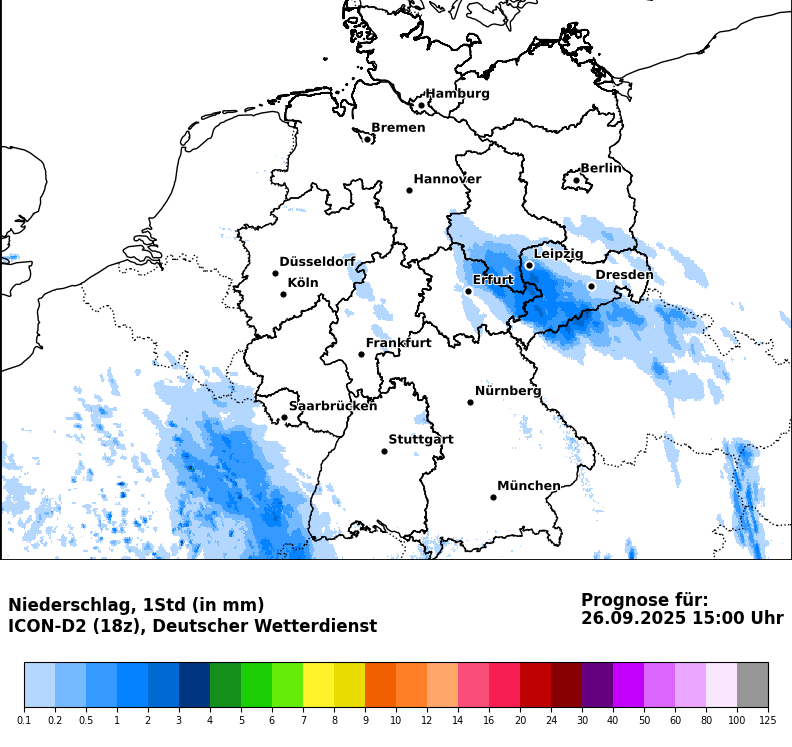 Hamburg
Bremen
Berlin
Hannover
Leipzig
Düsseldorf
Dresden
Erfurt
Köln
Frankfurt
Nürnberg
Saarbrücken
Stuttgart
München
Niederschlag, 1Std (in mm)
ICON-D2 (18z), Deutscher Wetterdienst
Prognose für:
26.09.2025 15:00 Uhr
0.1 0.2 0.5 1 2 3 4 5 6 7 8 9 10 12 14 16 20 24 30 40 50 60 80 100 125